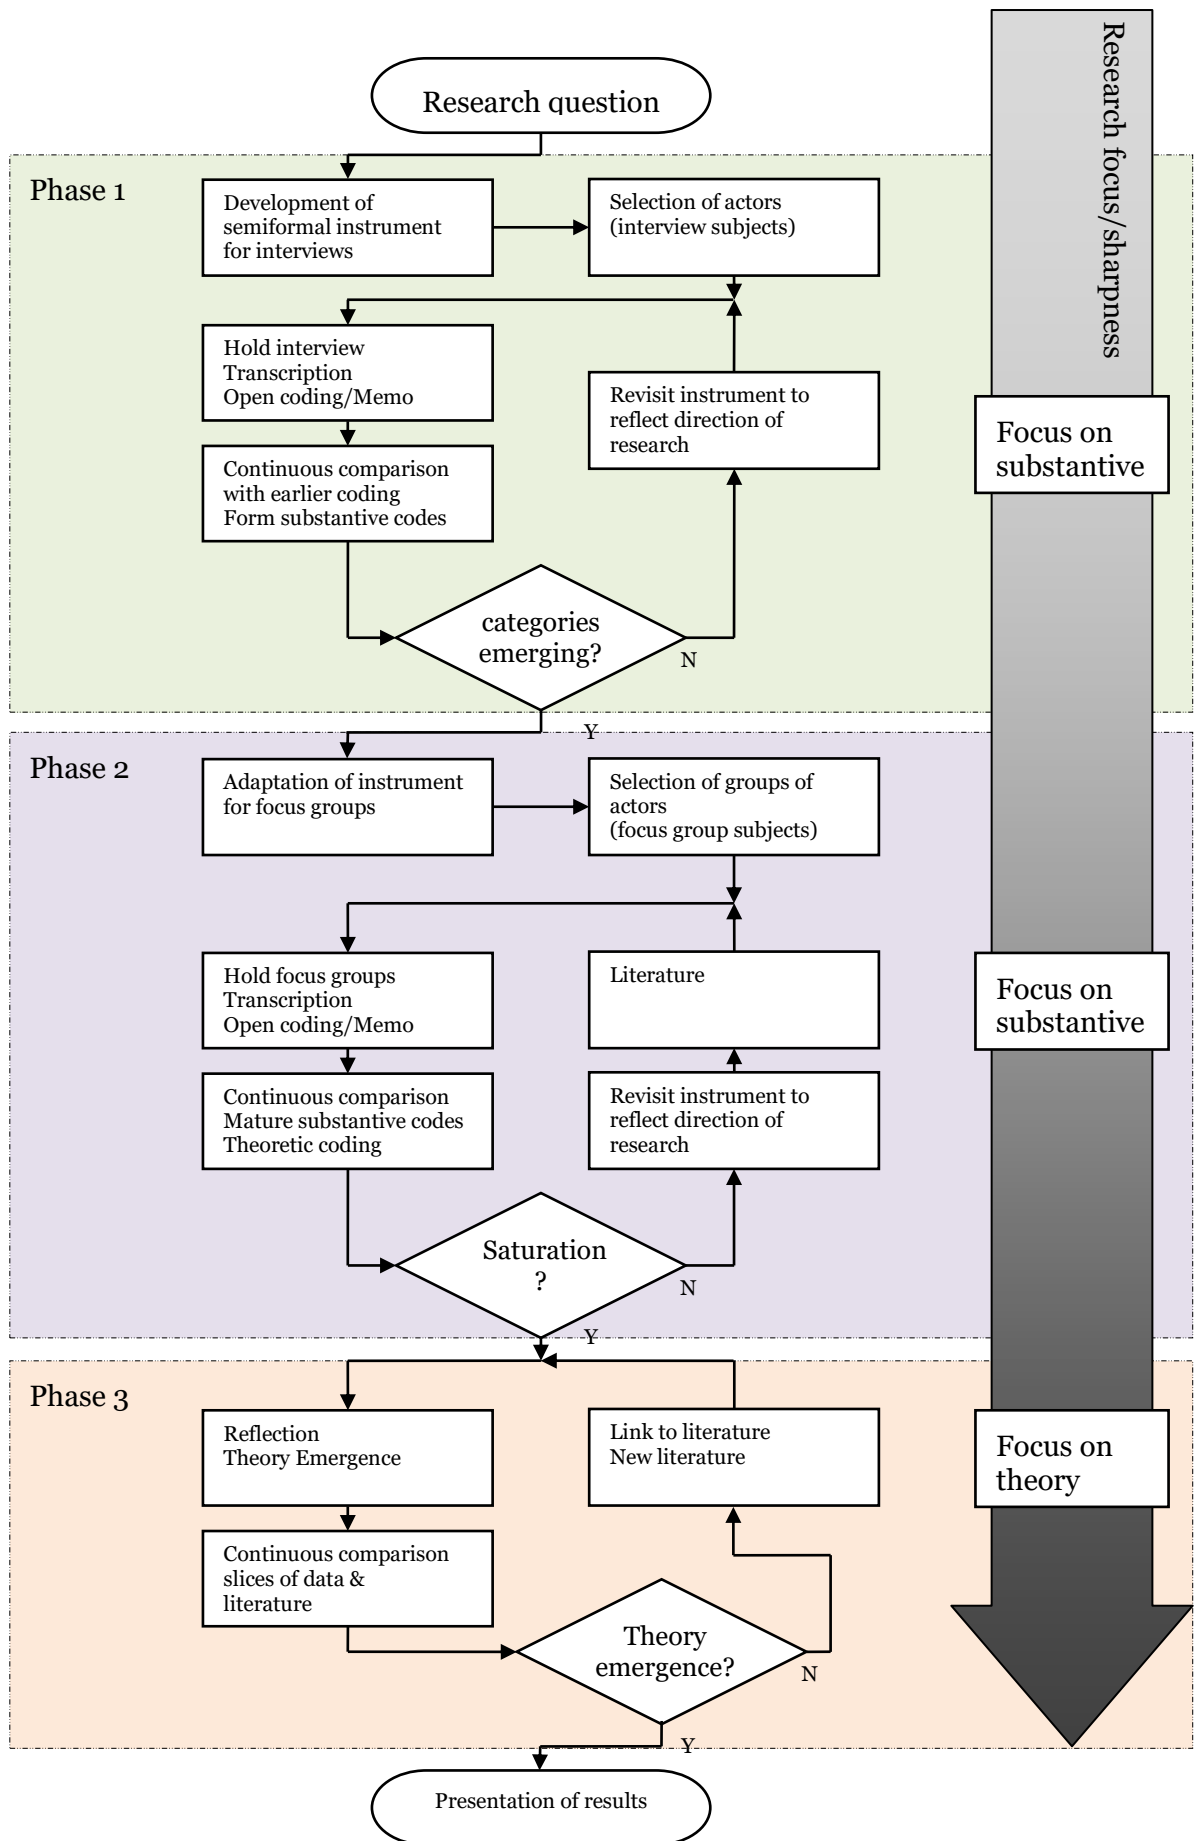 Research question
Research focus/sharpness
Phase 1
Development of
semiformal instrument
for interviews
Selection of actors
(interview subjects)
Hold interview
Transcription
Open coding/Memo
Revisit instrument to
reflect direction of
research
Focus on
substantive
Continuous comparison
with earlier coding
Form substantive codes
categories
emerging?
N
Y
Phase 2
Adaptation of instrument
for focus groups
Selection of groups of
actors
(focus group subjects)
Hold focus groups
Transcription
Open coding/Memo
Literature
Focus on
substantive
Continuous comparison
Mature substantive codes
Theoretic coding
Revisit instrument to
reflect direction of
research
Saturation
?
N
Y
Phase 3
Reflection
Theory Emergence
Link to literature
New literature
Focus on
theory
Continuous comparison
slices of data &
literature
Theory
emergence?
N
Y
Presentation of results